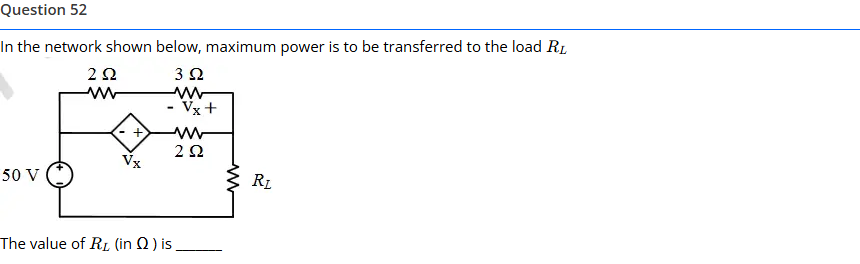 Question 52
In the network shown below, maximum power is to be transferred to the load R_L
2 Ω 3 Ω
- Vx +
- +
2 Ω
Vx
50 V + -
R_L
The value of R_L (in Ω ) is ______